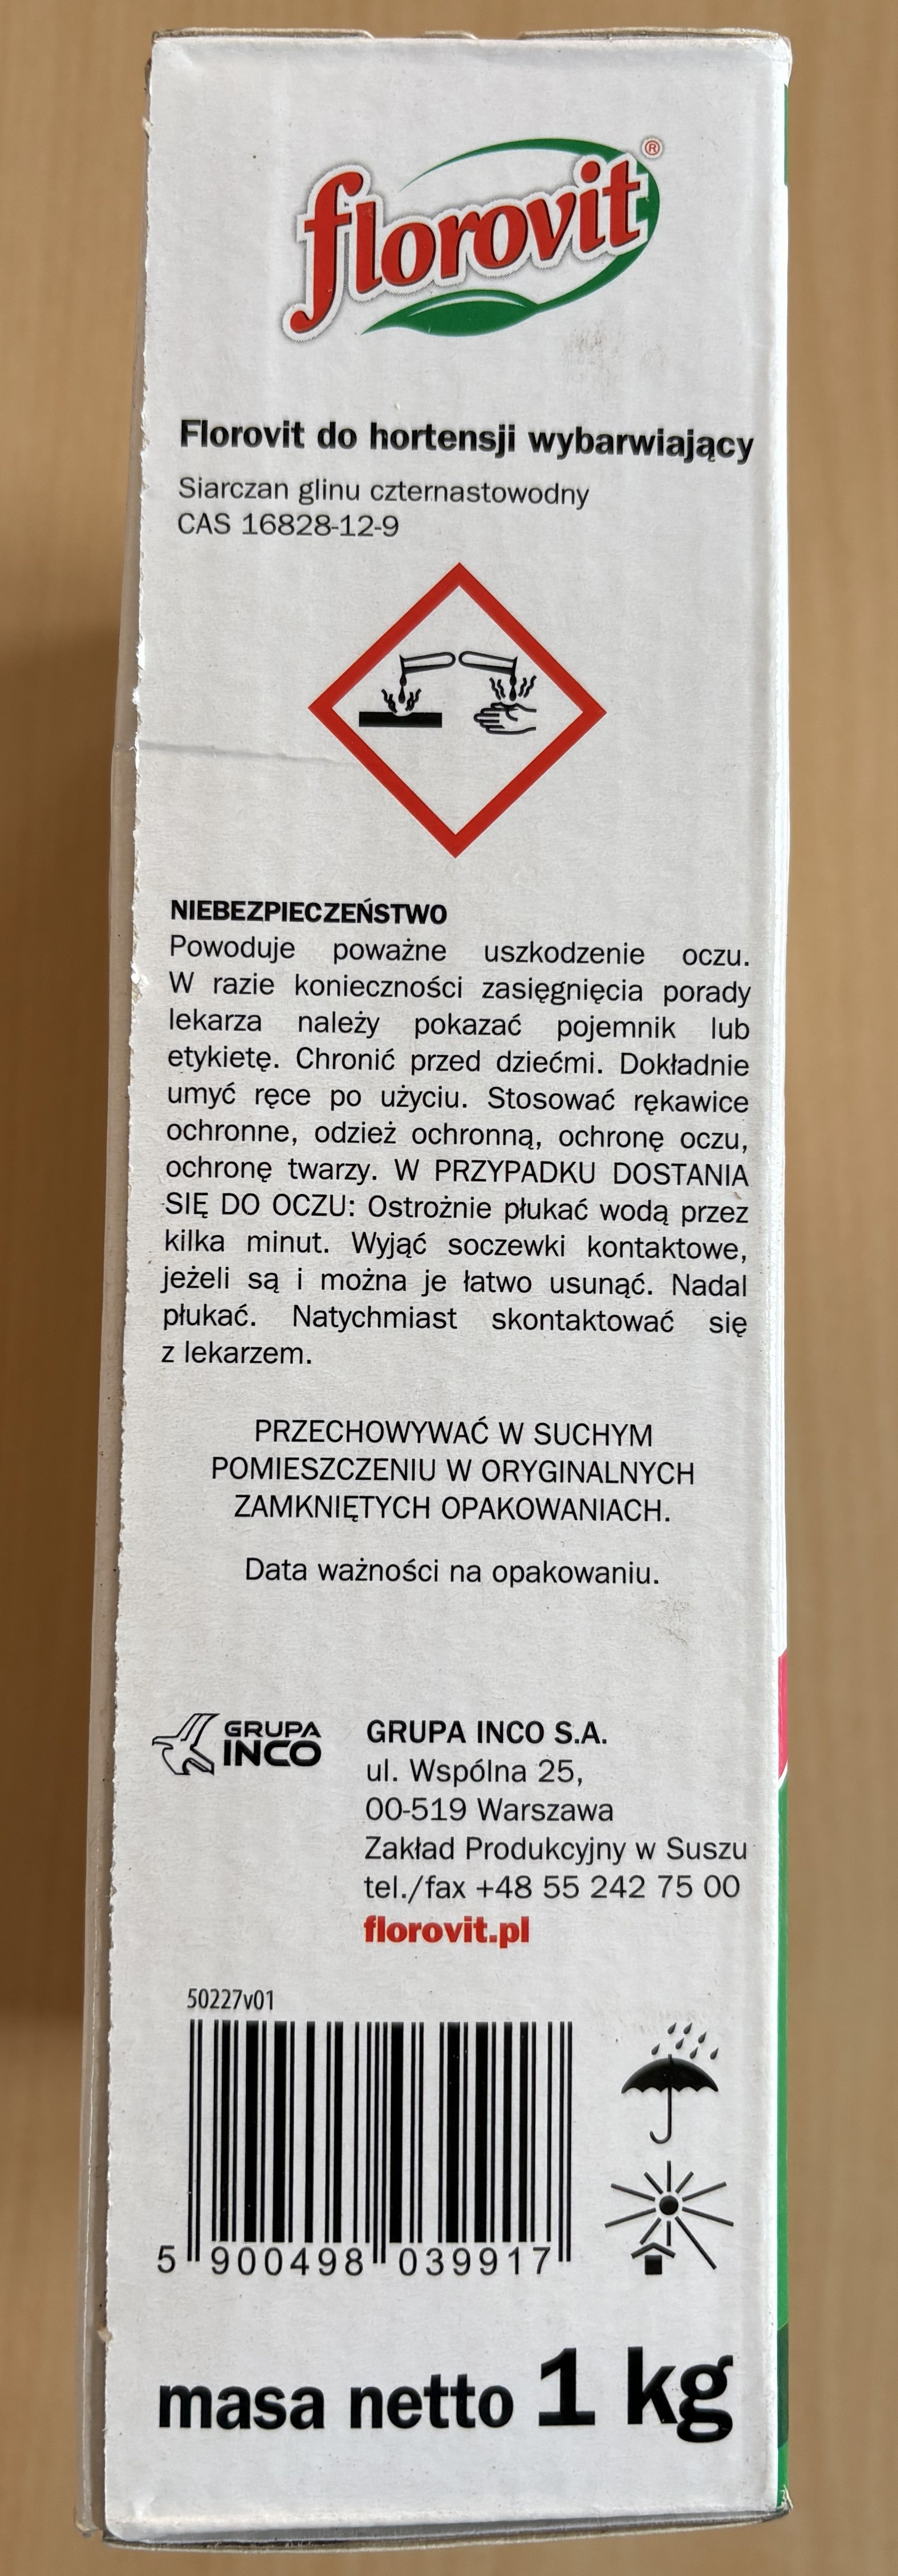 florovit®
Florovit do hortensji wybarwiający
Siarczan glinu czternastowodny
CAS 16828-12-9
NIEBEZPIECZEŃSTWO
Powoduje poważne uszkodzenie oczu.
W razie konieczności zasięgnięcia porady
lekarza należy pokazać pojemnik lub
etykietę. Chronić przed dziećmi. Dokładnie
umyć ręce po użyciu. Stosować rękawice
ochronne, odzież ochronną, ochronę oczu,
ochronę twarzy. W PRZYPADKU DOSTANIA
SIĘ DO OCZU: Ostrożnie płukać wodą przez
kilka minut. Wyjąć soczewki kontaktowe,
jeżeli są i można je łatwo usunąć. Nadal
płukać. Natychmiast skontaktować się
z lekarzem.
PRZECHOWYWAĆ W SUCHYM
POMIESZCZENIU W ORYGINALNYCH
ZAMKNIĘTYCH OPAKOWANIACH.
Data ważności na opakowaniu.
GRUPA
INCO
GRUPA INCO S.A.
ul. Wspólna 25,
00-519 Warszawa
Zakład Produkcyjny w Suszu
tel./fax +48 55 242 75 00
florovit.pl
50227v01
5 900498 039917
masa netto 1 kg